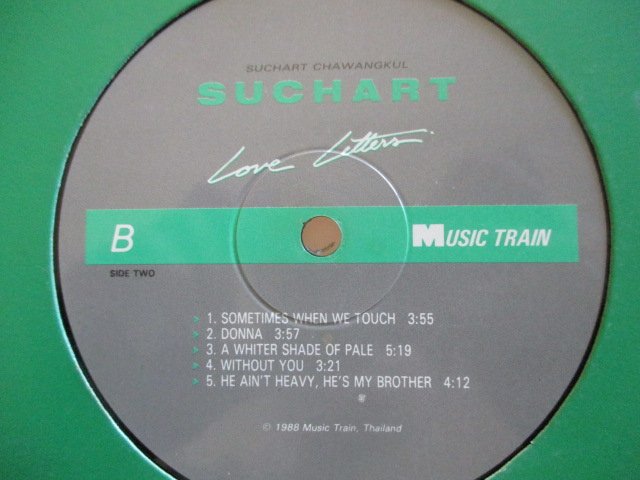 SUCHART CHAWANGKUL
SUCHART
Love Letters
B
MUSIC TRAIN
SIDE TWO
> 1. SOMETIMES WHEN WE TOUCH 3:55
> 2. DONNA 3:57
> 3. A WHITER SHADE OF PALE 5:19
> 4. WITHOUT YOU 3:21
> 5. HE AIN'T HEAVY, HE'S MY BROTHER 4:12
© 1988 Music Train, Thailand